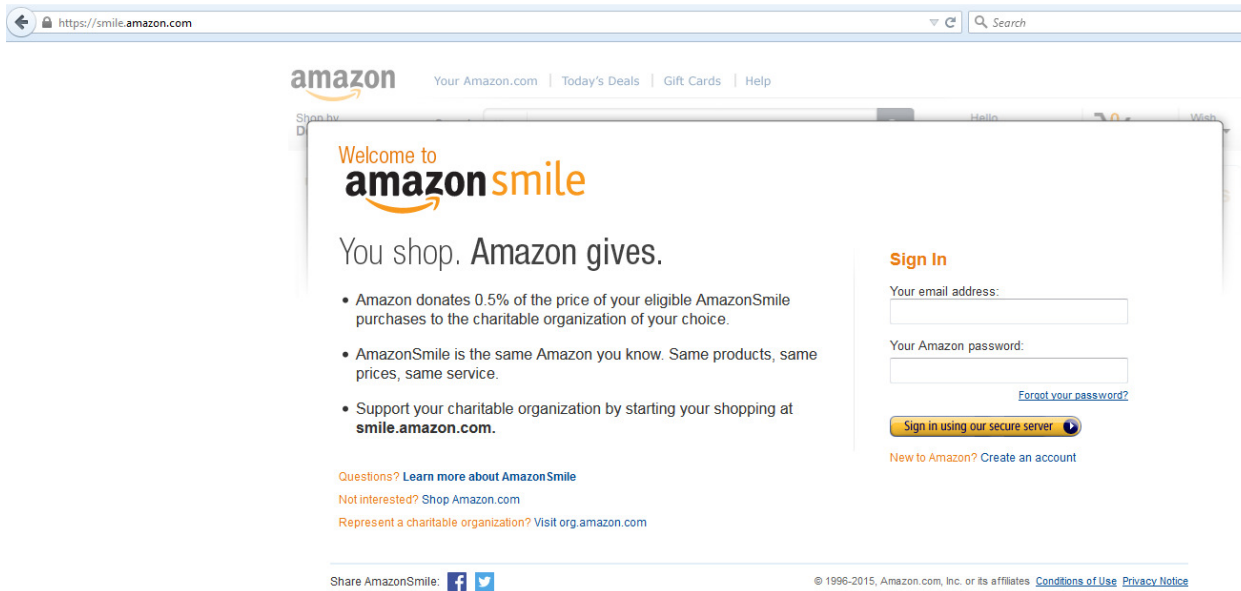 https://smile.amazon.com
Search
amazon
Your Amazon.com | Today's Deals | Gift Cards | Help
Shop by
Hello
Wish
Welcome to
amazonsmile
You shop. Amazon gives.
• Amazon donates 0.5% of the price of your eligible AmazonSmile
purchases to the charitable organization of your choice.
• AmazonSmile is the same Amazon you know. Same products, same
prices, same service.
• Support your charitable organization by starting your shopping at
smile.amazon.com.
Questions? Learn more about AmazonSmile
Not interested? Shop Amazon.com
Represent a charitable organization? Visit org.amazon.com
Sign In
Your email address:
Your Amazon password:
Forgot your password?
Sign in using our secure server
New to Amazon? Create an account
Share AmazonSmile:
© 1996-2015, Amazon.com, Inc. or its affiliates Conditions of Use Privacy Notice